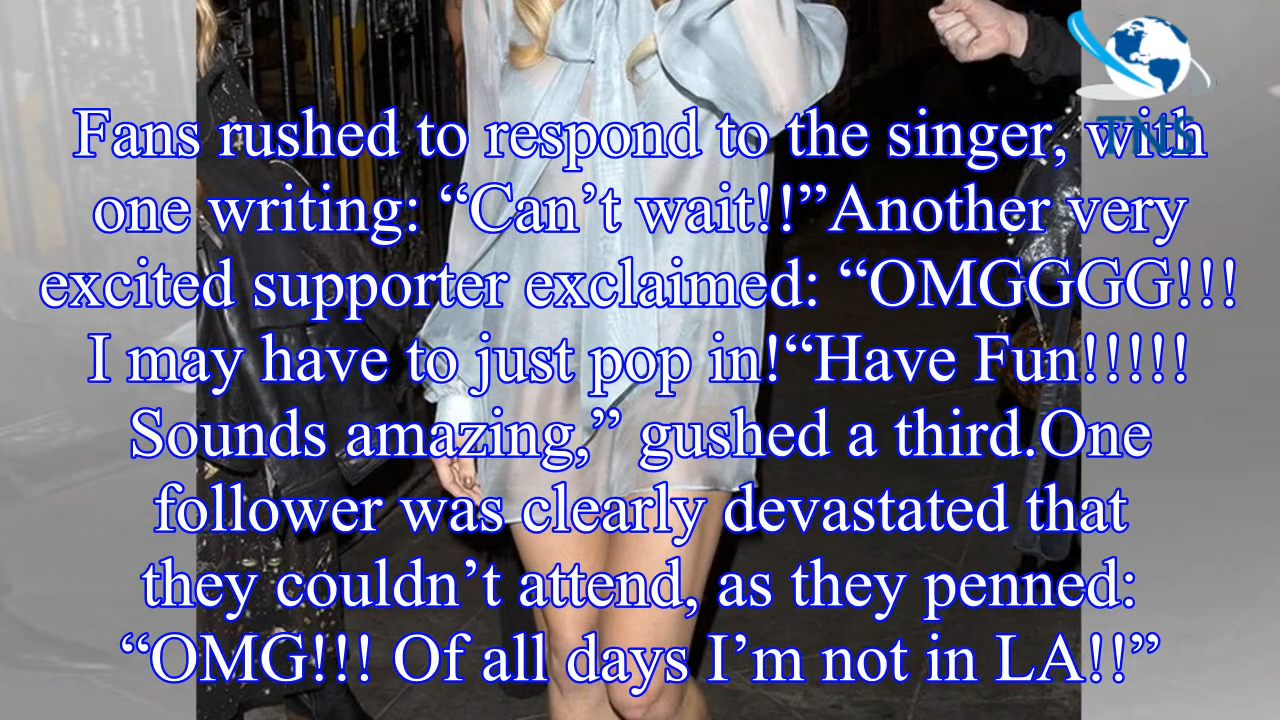 TNS
Fans rushed to respond to the singer, with
one writing: “Can’t wait!!”Another very
excited supporter exclaimed: “OMGGGG!!!
I may have to just pop in!“Have Fun!!!!!
Sounds amazing,” gushed a third.One
follower was clearly devastated that
they couldn’t attend, as they penned:
“OMG!!! Of all days I’m not in LA!!”